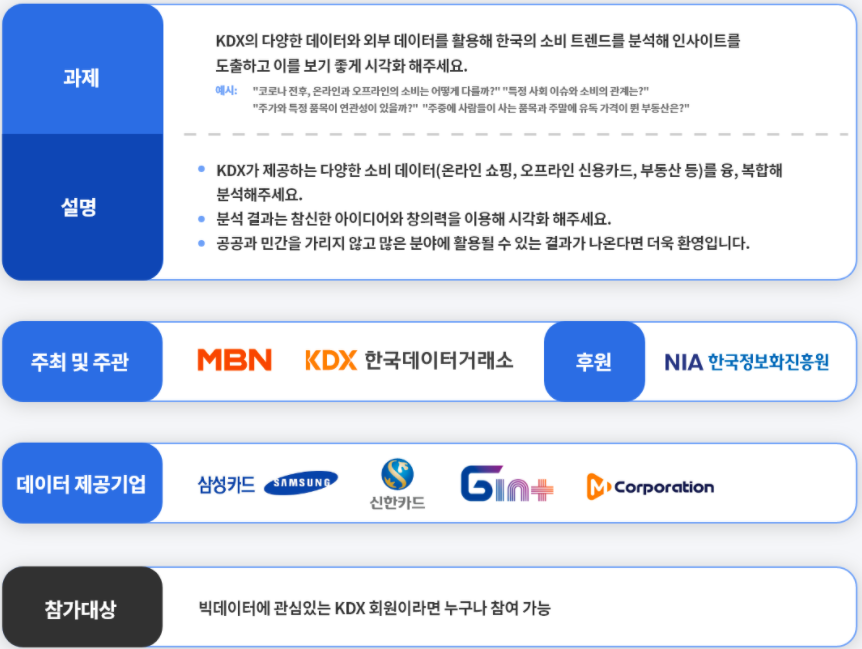 과제
KDX의 다양한 데이터와 외부 데이터를 활용해 한국의 소비 트렌드를 분석해 인사이트를
도출하고 이를 보기 좋게 시각화 해주세요.
예시: "코로나 전후, 온라인과 오프라인의 소비는 어떻게 다를까?" "특정 사회 이슈와 소비의 관계는?"
"주가와 특정 품목이 연관성이 있을까?" "주중에 사람들이 사는 품목과 주말에 유독 가격이 뛴 부동산은?"
설명
KDX가 제공하는 다양한 소비 데이터(온라인 쇼핑, 오프라인 신용카드, 부동산 등)를 융, 복합해
분석해주세요.
분석 결과는 참신한 아이디어와 창의력을 이용해 시각화 해주세요.
공공과 민간을 가리지 않고 많은 분야에 활용될 수 있는 결과가 나온다면 더욱 환영입니다.
주최 및 주관 MBN KDX 한국데이터거래소 후원 NIA 한국정보화진흥원
데이터 제공기업 삼성카드 SAMSUNG 신한카드 Gin+ M Corporation
참가대상 빅데이터에 관심있는 KDX 회원이라면 누구나 참여 가능